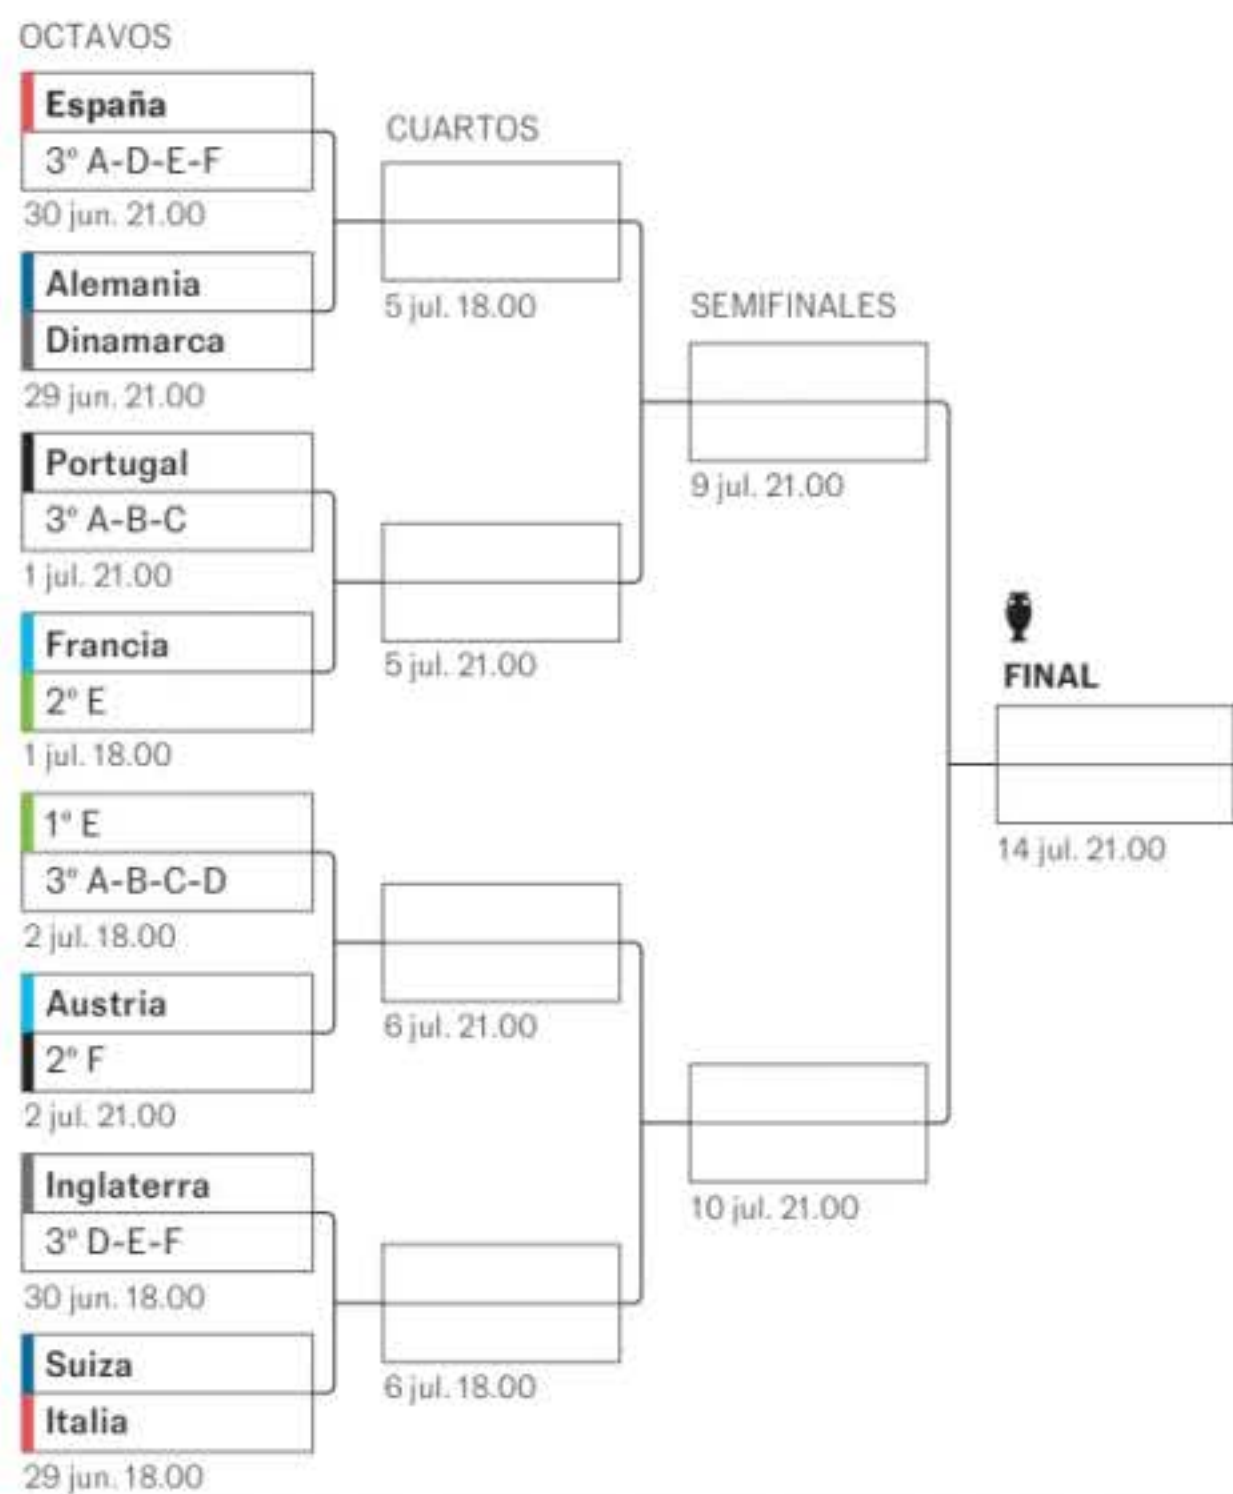 OCTAVOS
España
3º A-D-E-F
30 jun. 21.00
Alemania
Dinamarca
29 jun. 21.00
Portugal
3º A-B-C
1 jul. 21.00
Francia
2º E
1 jul. 18.00
1º E
3º A-B-C-D
2 jul. 18.00
Austria
2º F
2 jul. 21.00
Inglaterra
3º D-E-F
30 jun. 18.00
Suiza
Italia
29 jun. 18.00
CUARTOS
5 jul. 18.00
5 jul. 21.00
6 jul. 21.00
6 jul. 18.00
SEMIFINALES
9 jul. 21.00
10 jul. 21.00
FINAL
14 jul. 21.00